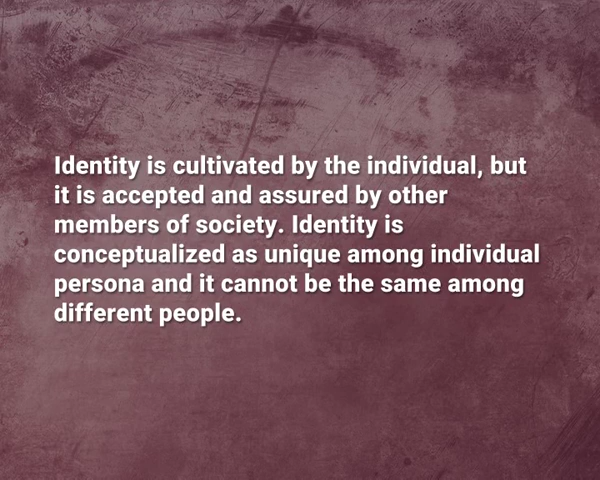 Identity is cultivated by the individual, but
it is accepted and assured by other
members of society. Identity is
conceptualized as unique among individual
persona and it cannot be the same among
different people.